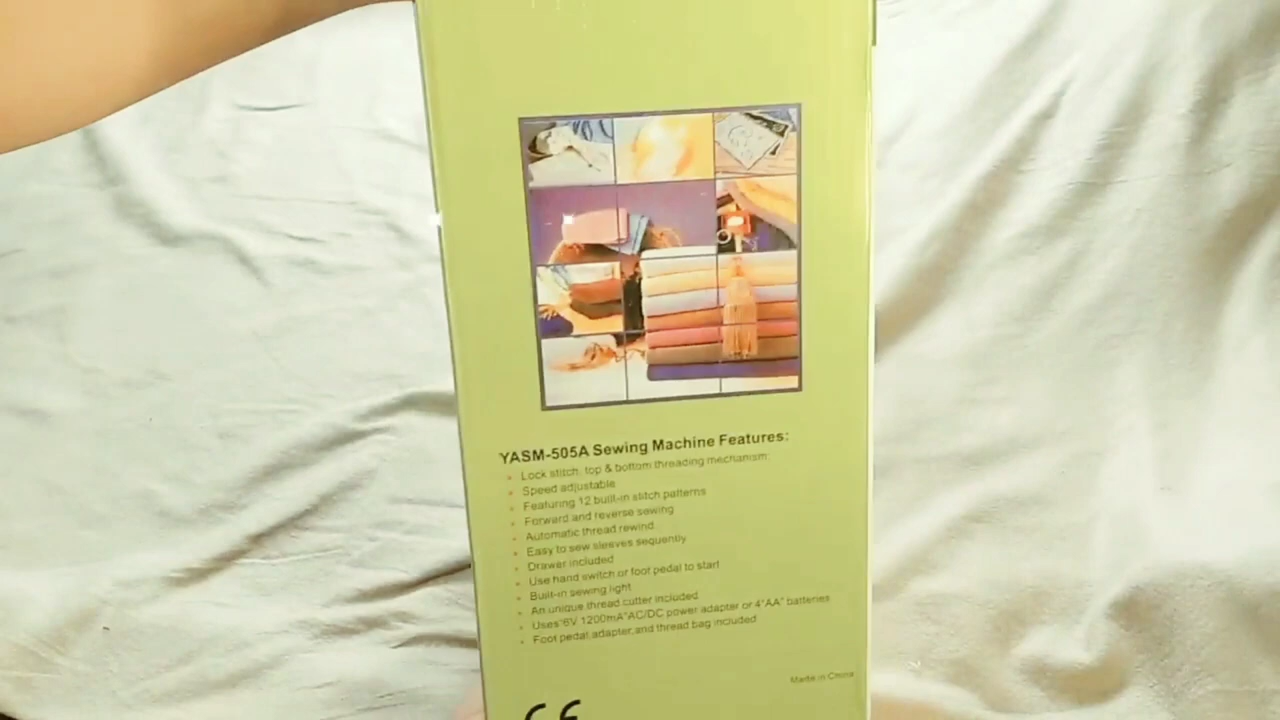 YASM-505A Sewing Machine Features:
Lock stitch, top & bottom threading mechanism:
Speed adjustable
Featuring 12 built-in stitch patterns
Forward and reverse sewing
Automatic thread rewind
Easy to sew sleeves sequently
Drawer included
Use hand switch or foot pedal to start
Built-in sewing light
An unique thread cutter included
Uses"6V 1200mA"AC/DC power adapter or 4"AA" batteries
Foot pedal,adapter,and thread bag included
Made in China
CE